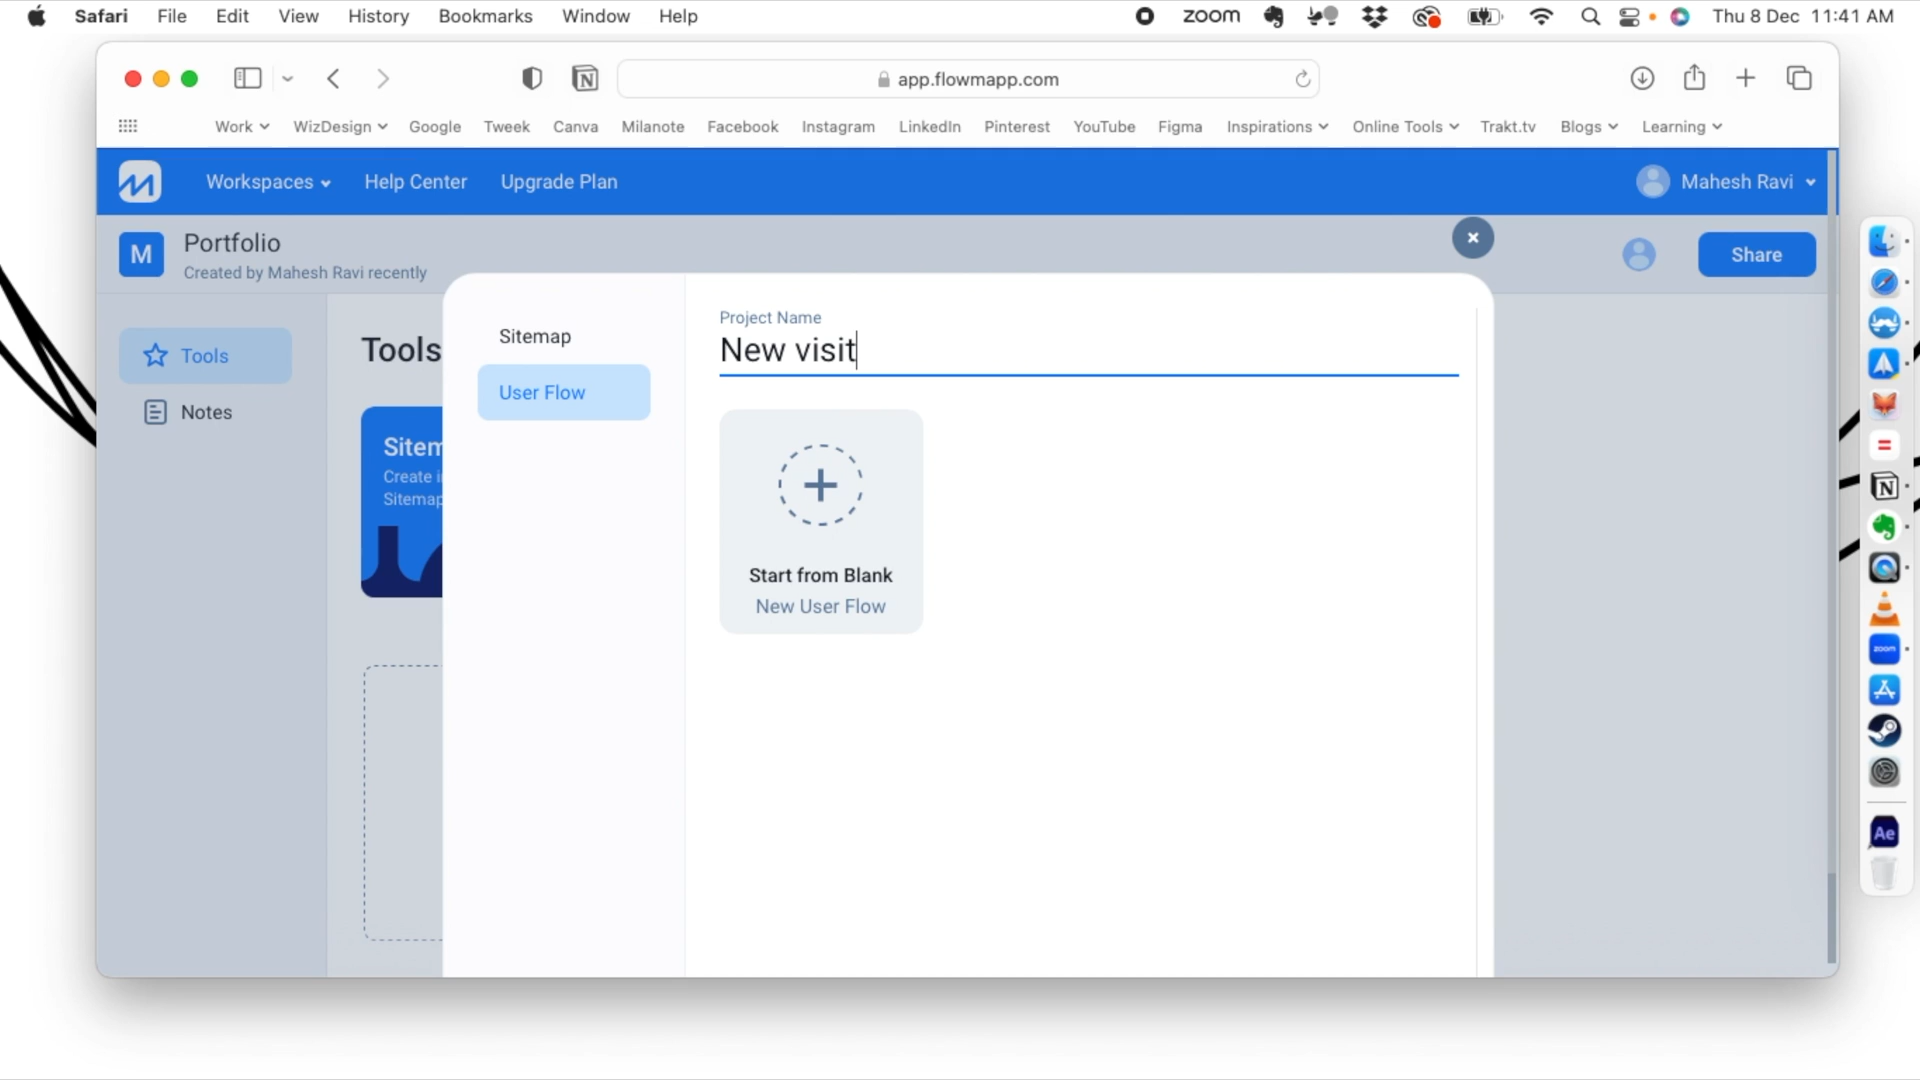 Safari File Edit View History Bookmarks Window Help zoom Thu 8 Dec 11:41 AM
app.flowmapp.com
Work WizDesign Google Tweek Canva Milanote Facebook Instagram LinkedIn Pinterest YouTube Figma Inspirations Online Tools Trakt.tv Blogs Learning
Workspaces Help Center Upgrade Plan Mahesh Ravi
M Portfolio
Created by Mahesh Ravi recently
Share
Tools
Notes
Tools
Sitem
Create i
Sitemap
Sitemap
User Flow
Project Name
New visit
Start from Blank
New User Flow
zoom
Ae